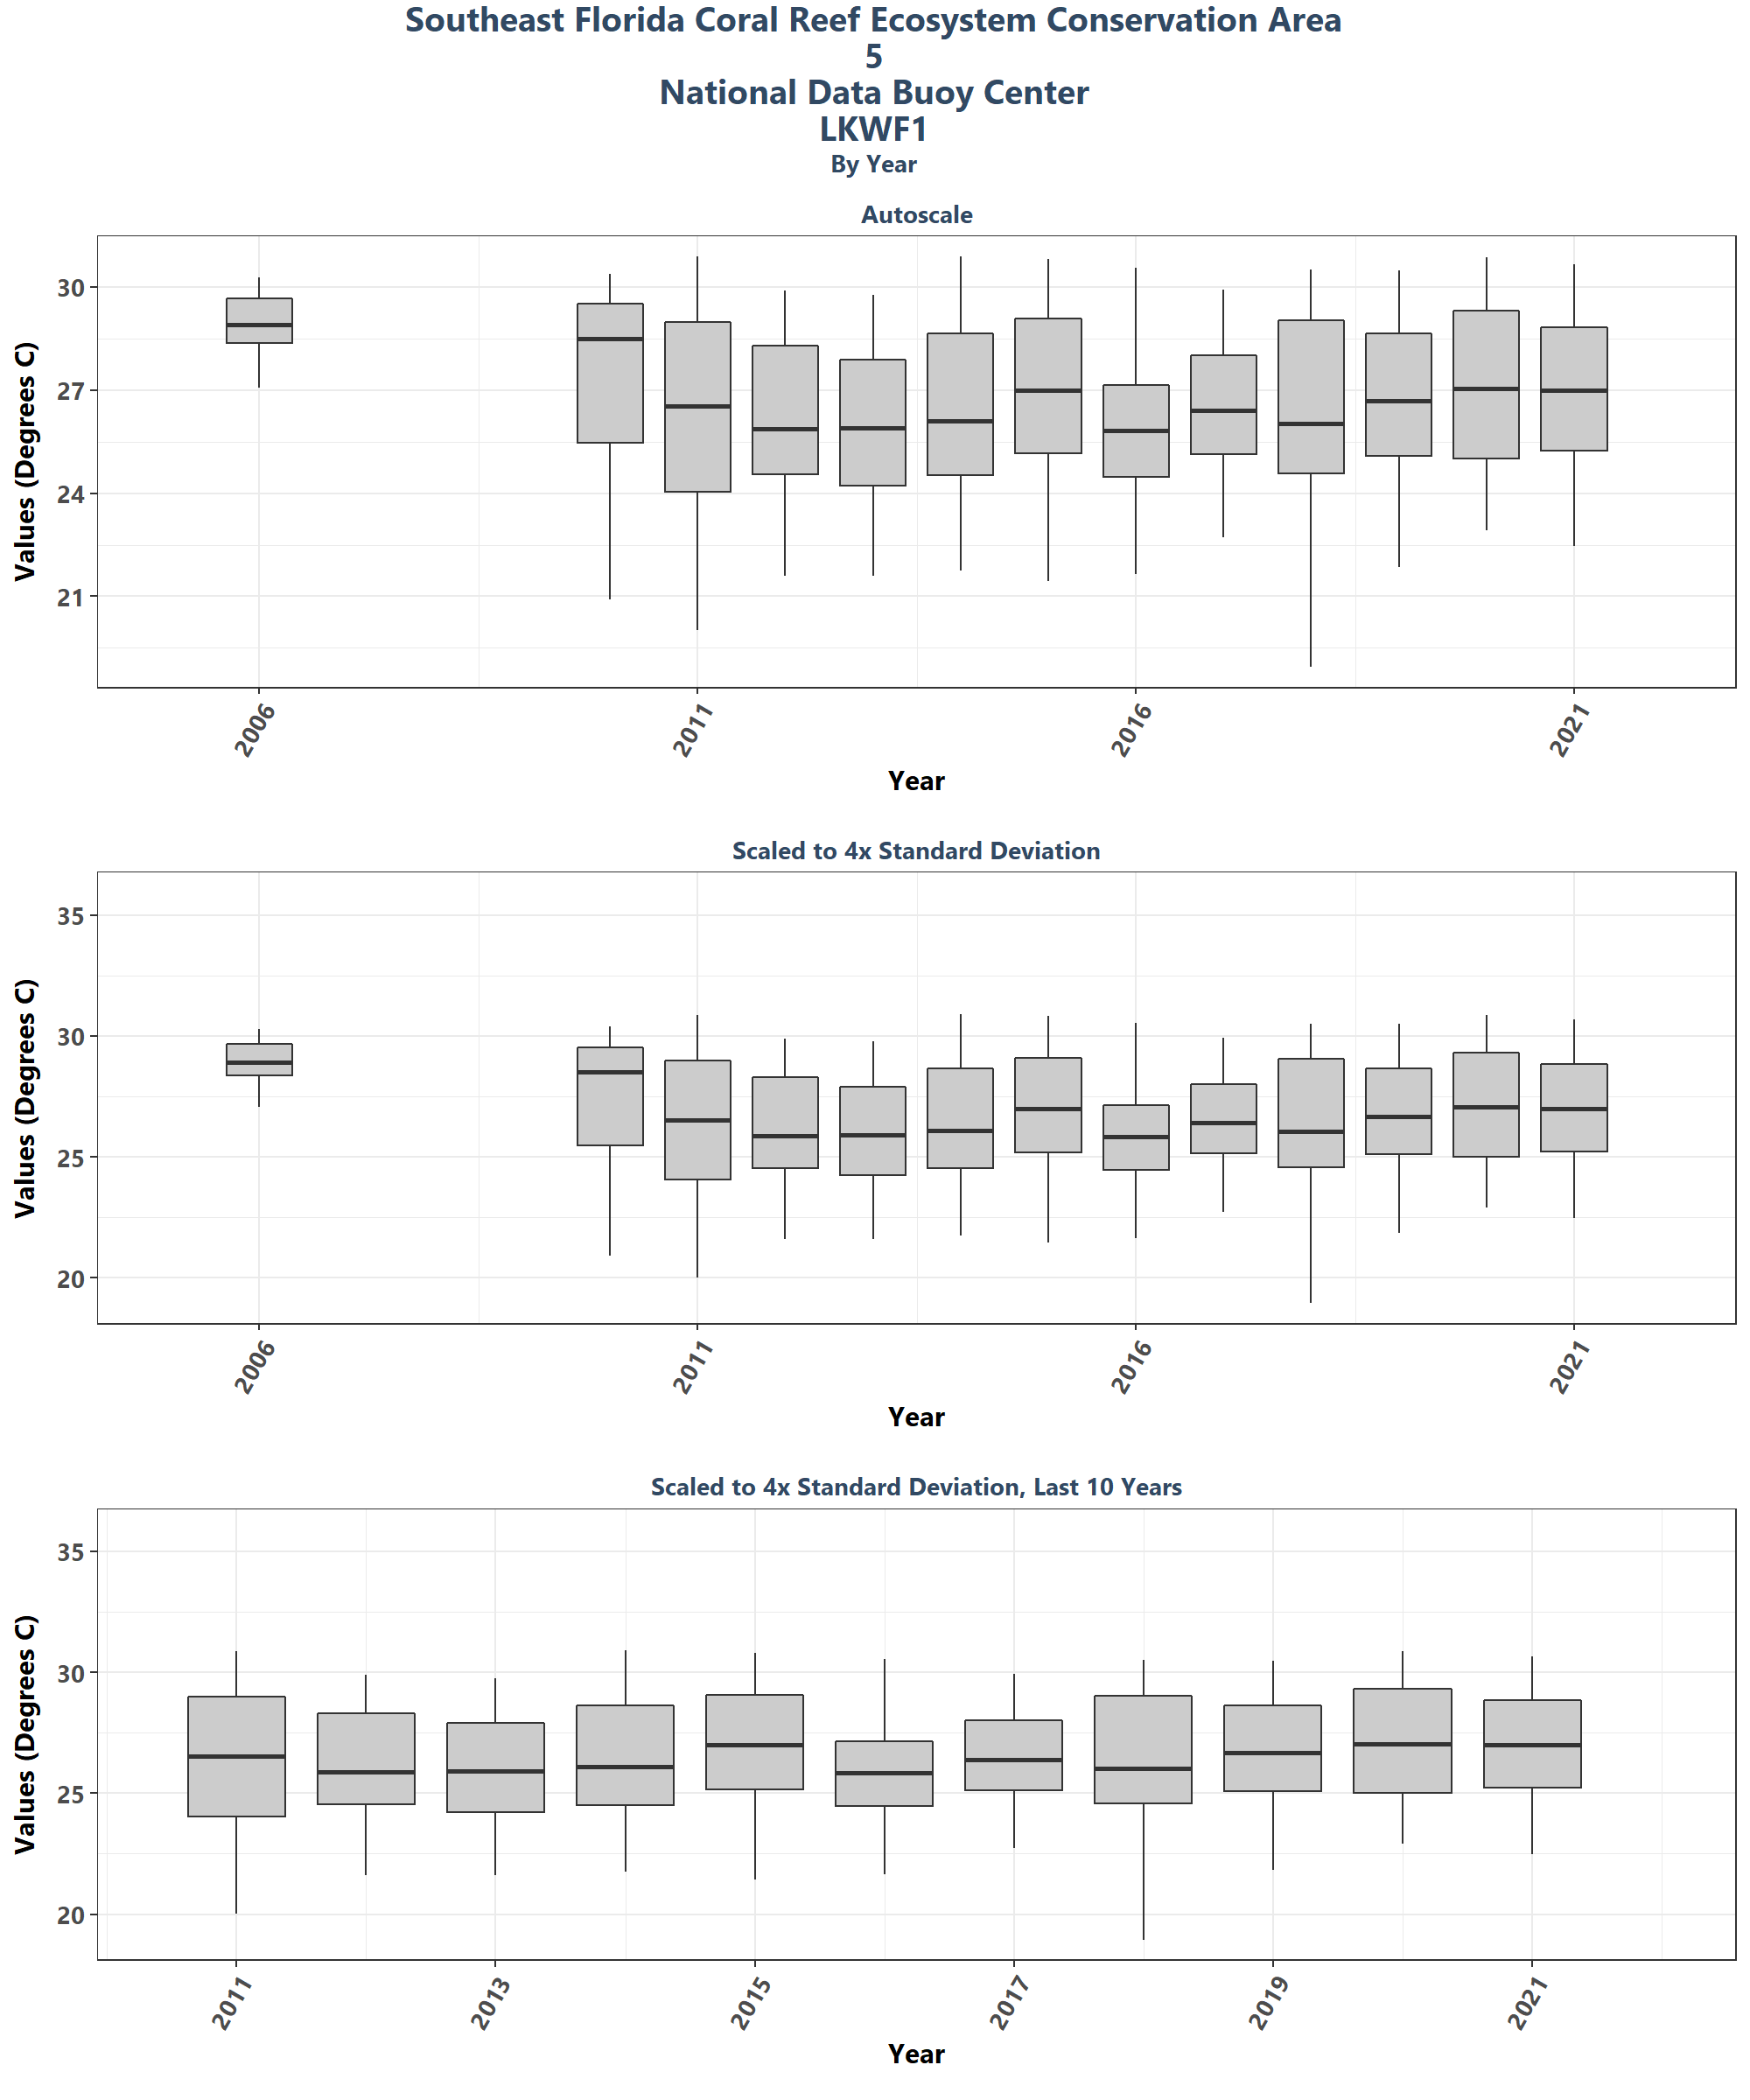 Southeast Florida Coral Reef Ecosystem Conservation Area
5
National Data Buoy Center
LKWF1
By Year
Autoscale
Values (Degrees C)
30
27
24
21
2006
2011
2016
2021
Year
Scaled to 4x Standard Deviation
Values (Degrees C)
35
30
25
20
2006
2011
2016
2021
Year
Scaled to 4x Standard Deviation, Last 10 Years
Values (Degrees C)
35
30
25
20
2011
2013
2015
2017
2019
2021
Year